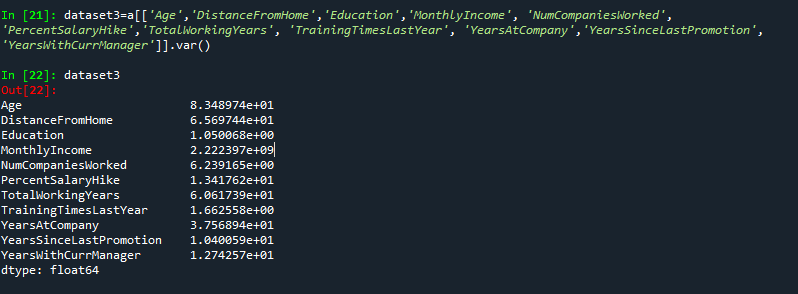 In [21]: dataset3=a[['Age','DistanceFromHome','Education','MonthlyIncome', 'NumCompaniesWorked',
'PercentSalaryHike','TotalWorkingYears', 'TrainingTimesLastYear', 'YearsAtCompany','YearsSinceLastPromotion',
'YearsWithCurrManager']].var()
In [22]: dataset3
Out[22]:
Age 8.348974e+01
DistanceFromHome 6.569744e+01
Education 1.050068e+00
MonthlyIncome 2.222397e+09
NumCompaniesWorked 6.239165e+00
PercentSalaryHike 1.341762e+01
TotalWorkingYears 6.061739e+01
TrainingTimesLastYear 1.662558e+00
YearsAtCompany 3.756894e+01
YearsSinceLastPromotion 1.040059e+01
YearsWithCurrManager 1.274257e+01
dtype: float64